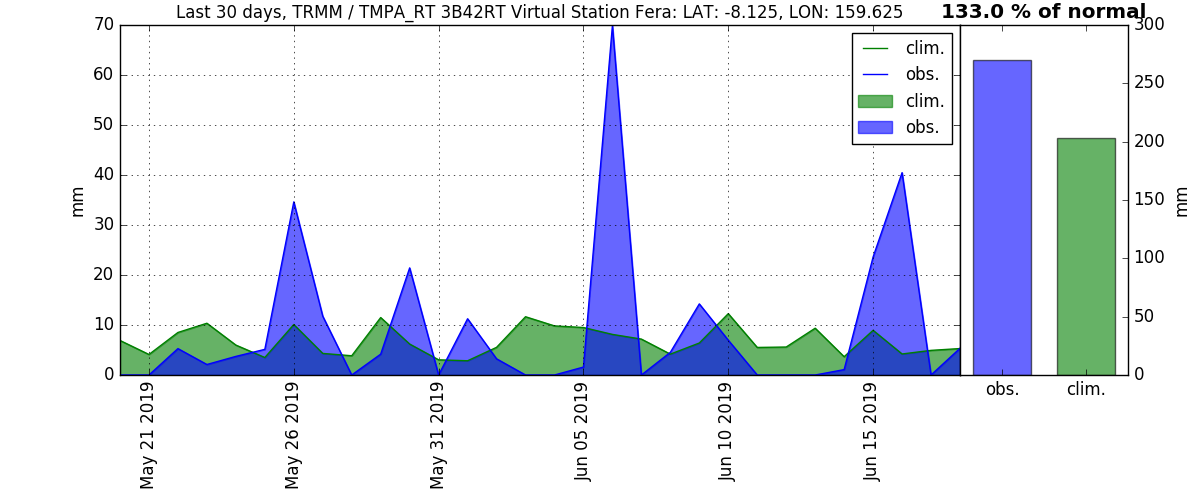 Last 30 days, TRMM / TMPA_RT 3B42RT Virtual Station Fera: LAT: -8.125, LON: 159.625
133.0 % of normal
70
60
50
40
30
20
10
0
mm
clim.
obs.
clim.
obs.
May 21 2019
May 26 2019
May 31 2019
Jun 05 2019
Jun 10 2019
Jun 15 2019
300
250
200
150
100
50
0
mm
obs. clim.